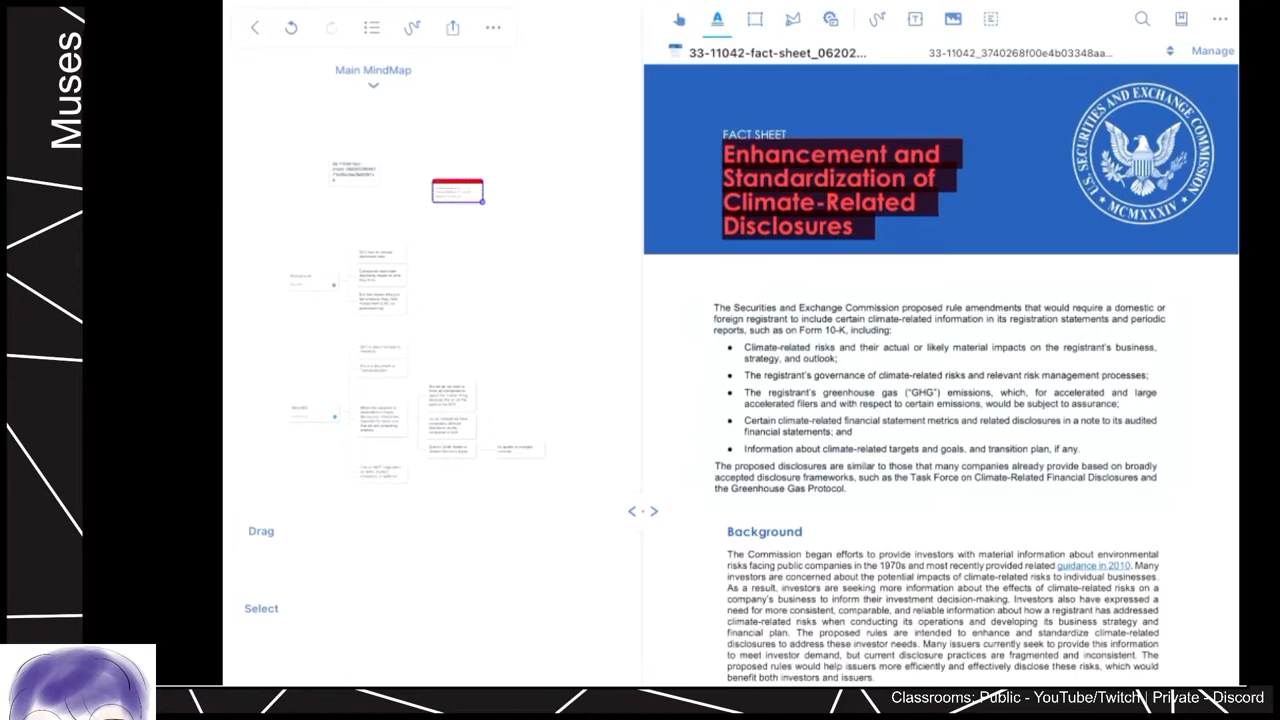 Muses
Main MindMap
Drag
Select
33-11042-fact-sheet_06202...
33-11042_3740268f00e4b03348aa...
Manage
FACT SHEET
Enhancement and
Standardization of
Climate-Related
Disclosures
U.S. SECURITIES AND EXCHANGE COMMISSION
MCMXXXIV
The Securities and Exchange Commission proposed rule amendments that would require a domestic or
foreign registrant to include certain climate-related information in its registration statements and periodic
reports, such as on Form 10-K, including:
● Climate-related risks and their actual or likely material impacts on the registrant's business,
strategy, and outlook;
● The registrant's governance of climate-related risks and relevant risk management processes;
● The registrant's greenhouse gas ("GHG") emissions, which, for accelerated and large
accelerated filers and with respect to certain emissions, would be subject to assurance;
● Certain climate-related financial statement metrics and related disclosures in a note to its audited
financial statements; and
● Information about climate-related targets and goals, and transition plan, if any.
The proposed disclosures are similar to those that many companies already provide based on broadly
accepted disclosure frameworks, such as the Task Force on Climate-Related Financial Disclosures and
the Greenhouse Gas Protocol.
Background
The Commission began efforts to provide investors with material information about environmental
risks facing public companies in the 1970s and most recently provided related guidance in 2010. Many
investors are concerned about the potential impacts of climate-related risks to individual businesses.
As a result, investors are seeking more information about the effects of climate-related risks on a
company's business to inform their investment decision-making. Investors also have expressed a
need for more consistent, comparable, and reliable information about how a registrant has addressed
climate-related risks when conducting its operations and developing its business strategy and
financial plan. The proposed rules are intended to enhance and standardize climate-related
disclosures to address these investor needs. Many issuers currently seek to provide this information
to meet investor demand, but current disclosure practices are fragmented and inconsistent. The
proposed rules would help issuers more efficiently and effectively disclose these risks, which would
benefit both investors and issuers.
Classrooms: Public - YouTube/Twitch | Private - Discord